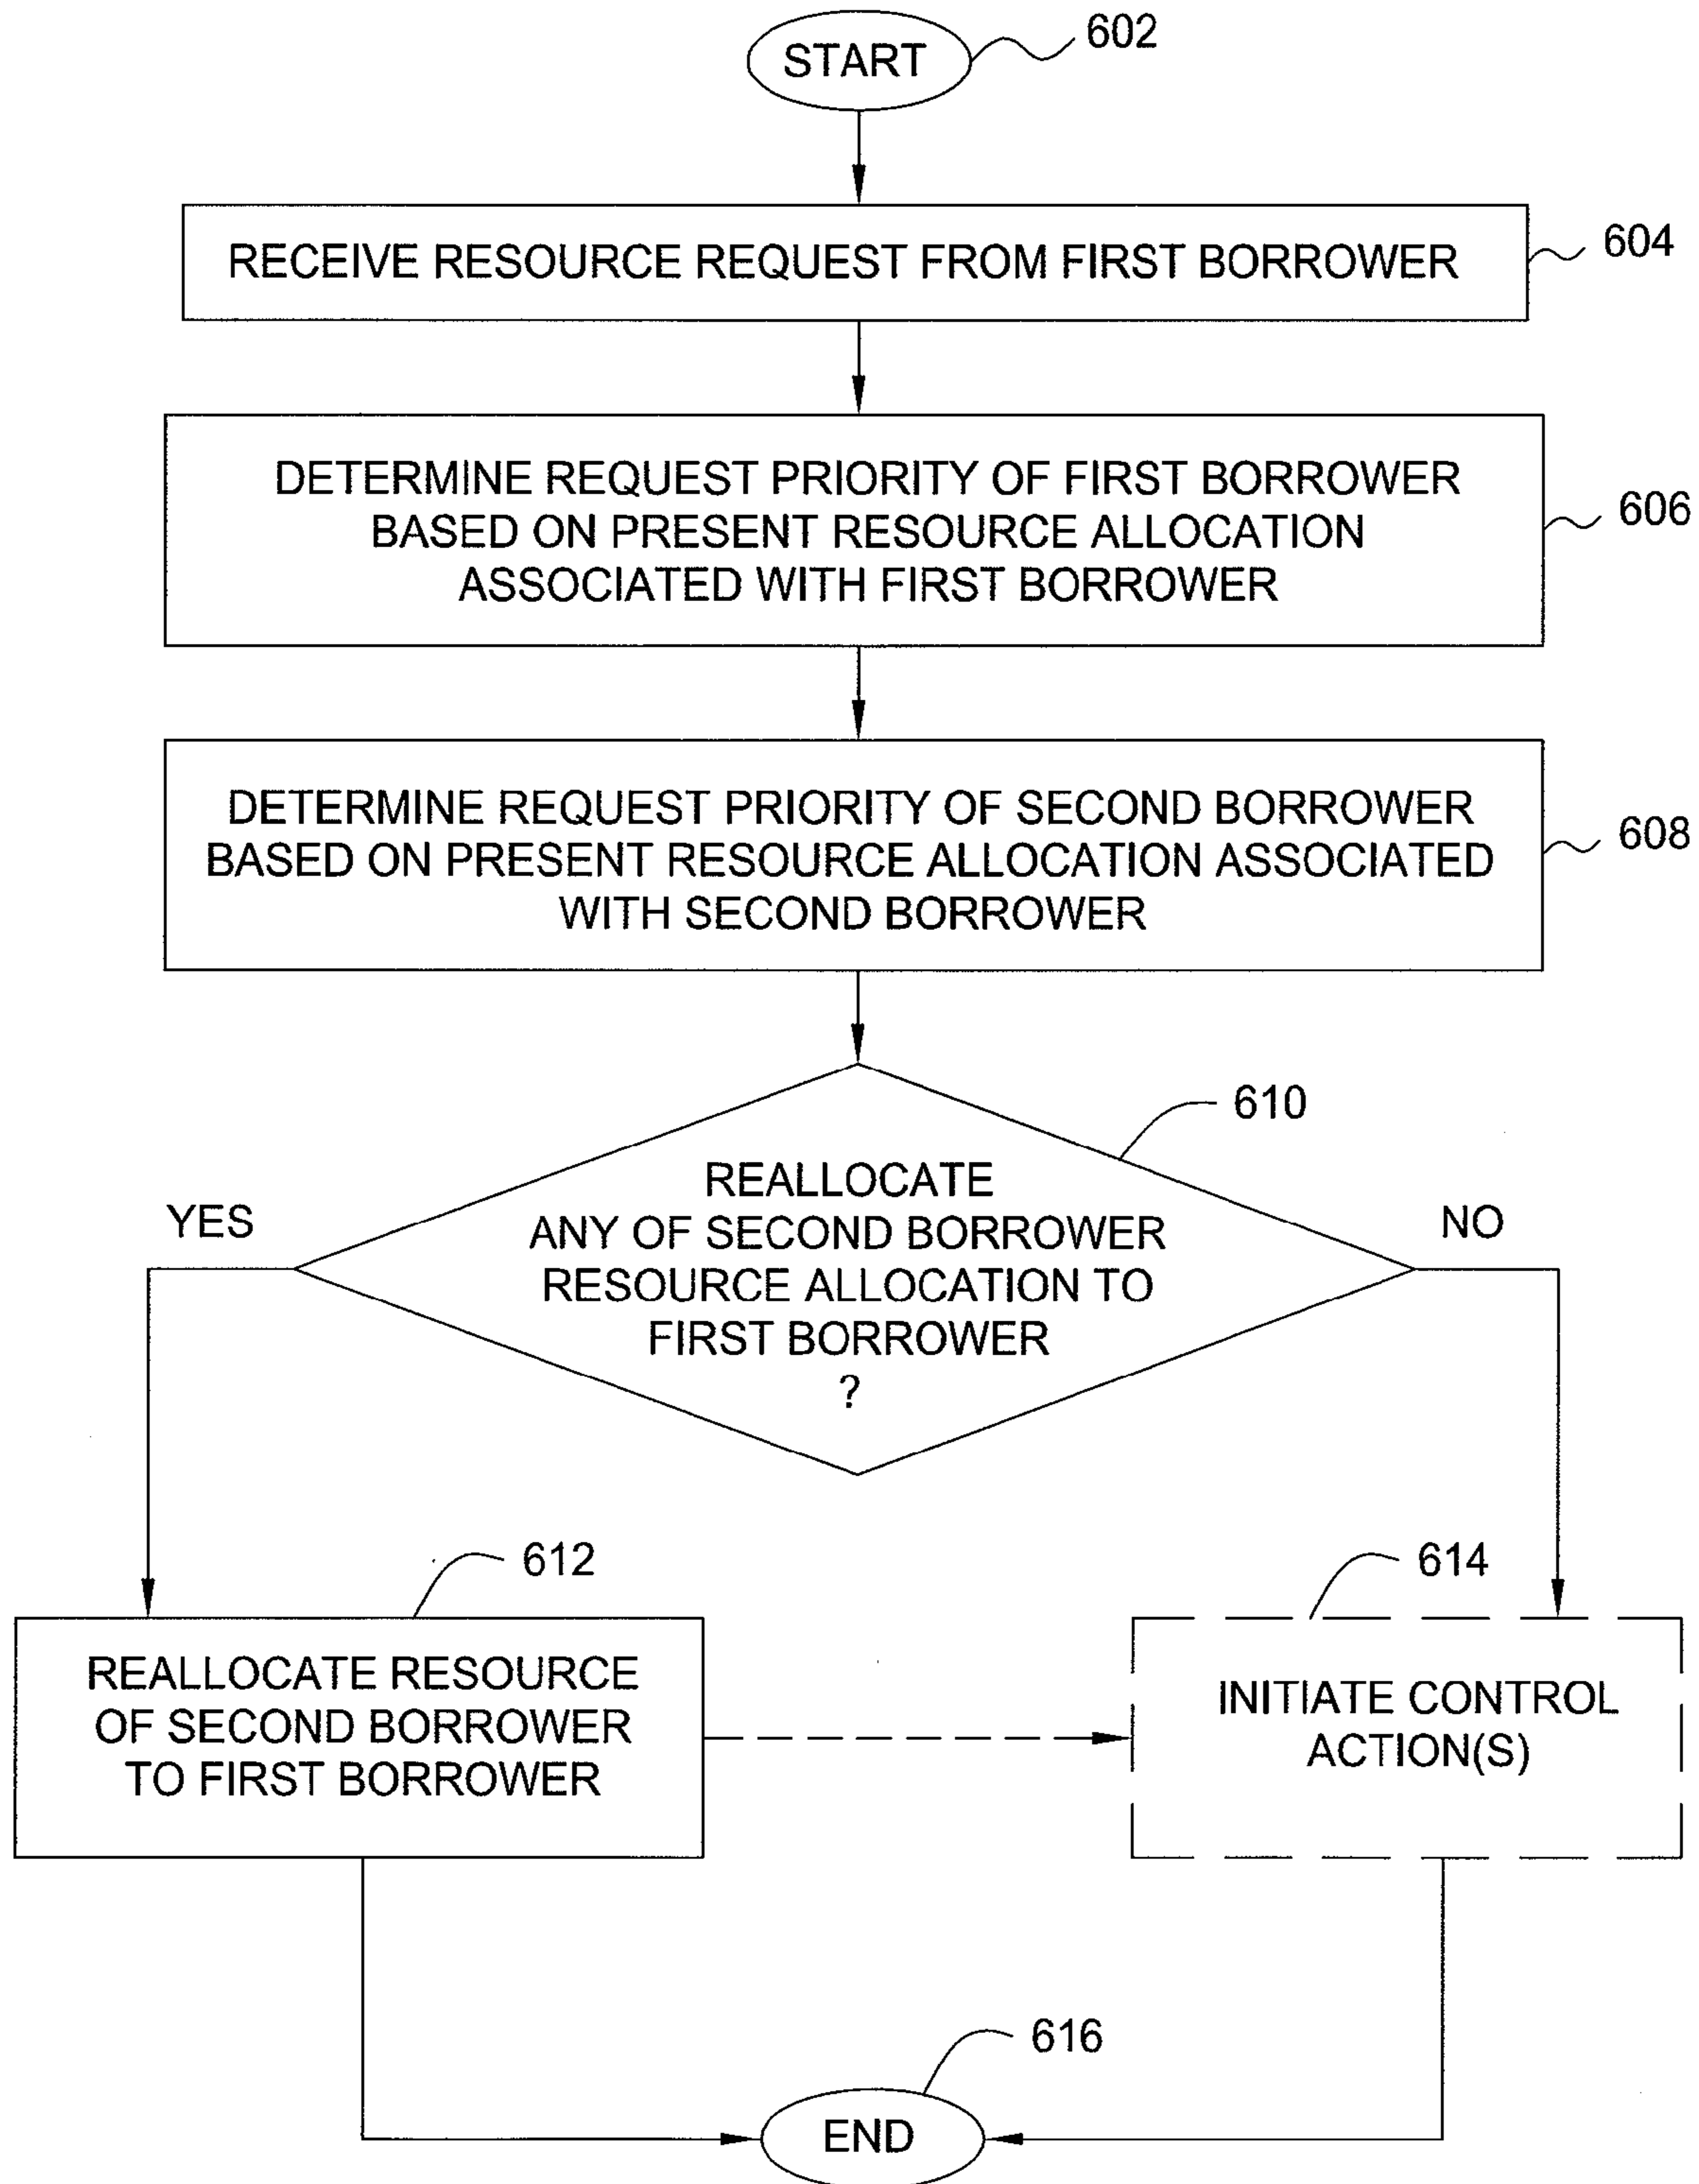 START
602
RECEIVE RESOURCE REQUEST FROM FIRST BORROWER
604
DETERMINE REQUEST PRIORITY OF FIRST BORROWER
BASED ON PRESENT RESOURCE ALLOCATION
ASSOCIATED WITH FIRST BORROWER
606
DETERMINE REQUEST PRIORITY OF SECOND BORROWER
BASED ON PRESENT RESOURCE ALLOCATION ASSOCIATED
WITH SECOND BORROWER
608
610
REALLOCATE
ANY OF SECOND BORROWER
RESOURCE ALLOCATION TO
FIRST BORROWER
?
YES
NO
612
REALLOCATE RESOURCE
OF SECOND BORROWER
TO FIRST BORROWER
614
INITIATE CONTROL
ACTION(S)
616
END